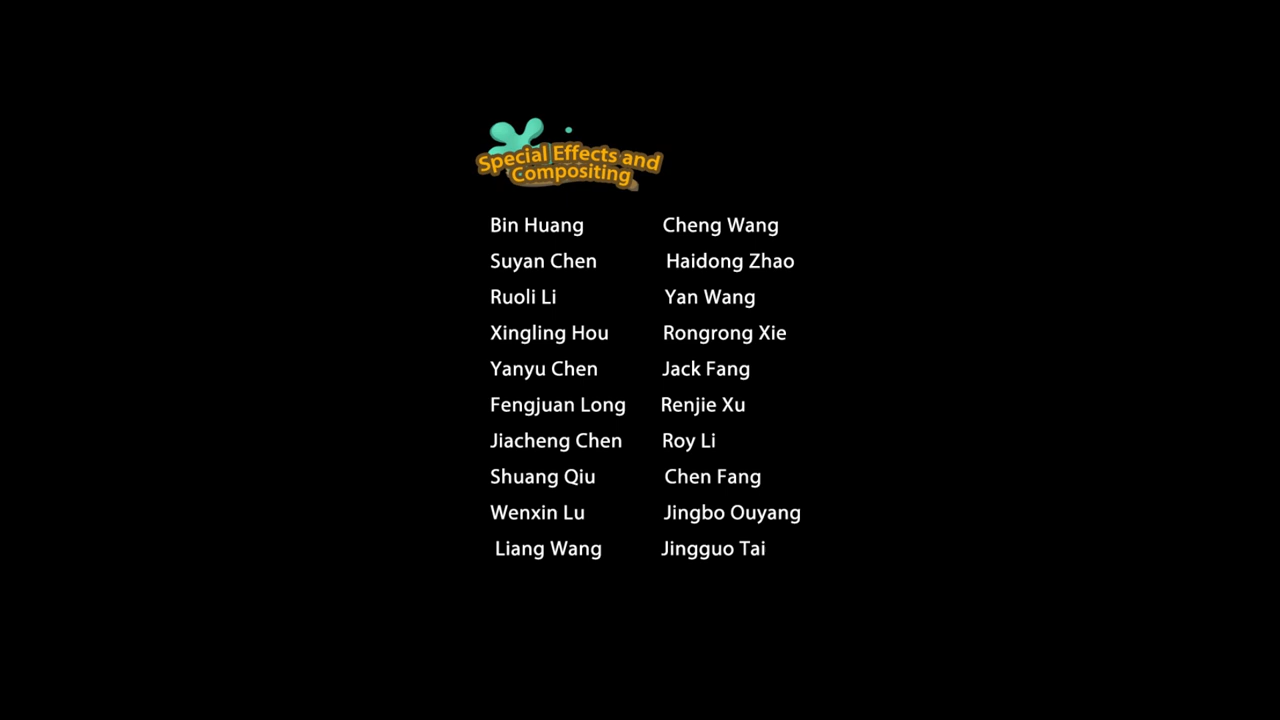 Special Effects and
Compositing
Bin Huang Cheng Wang
Suyan Chen Haidong Zhao
Ruoli Li Yan Wang
Xingling Hou Rongrong Xie
Yanyu Chen Jack Fang
Fengjuan Long Renjie Xu
Jiacheng Chen Roy Li
Shuang Qiu Chen Fang
Wenxin Lu Jingbo Ouyang
Liang Wang Jingguo Tai